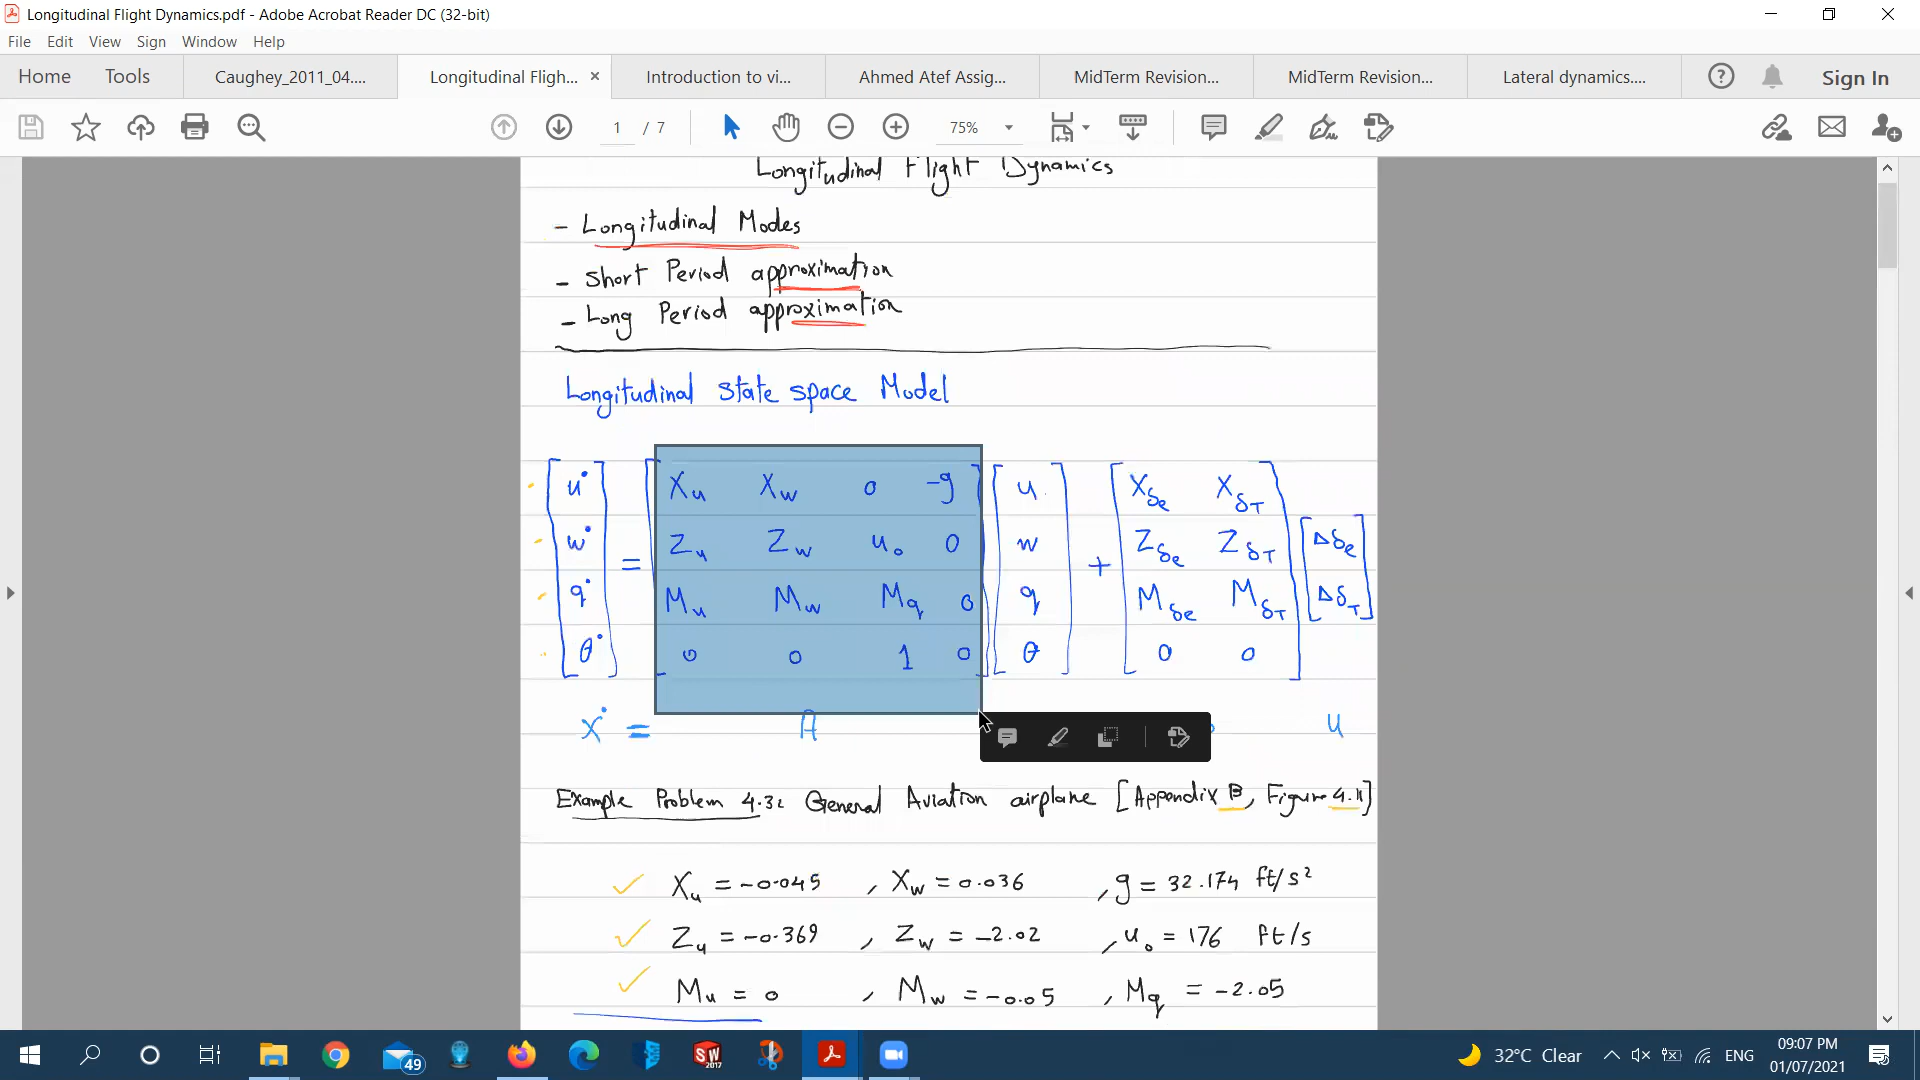 Longitudinal Flight Dynamics.pdf - Adobe Acrobat Reader DC (32-bit)
File Edit View Sign Window Help
Home Tools Caughey_2011_04.... Longitudinal Fligh... × Introduction to vi... Ahmed Atef Assig... MidTerm Revision... MidTerm Revision... Lateral dynamics.... Sign In
1 / 7 75%
Longitudinal Flight Dynamics
- Longitudinal Modes
- Short Period approximation
- Long Period approximation
Longitudinal State space Model
u̇ Xu Xw 0 -g u XδE XδT
ẇ = Zu Zw u₀ 0 w + Zδe ZδT Δδe
q̇ Mu Mw Mq 0 q Mδe MδT ΔδT
θ̇ 0 0 1 0 θ 0 0
Ẋ = A u
Example Problem 4.3: General Aviation airplane [Appendix B, Figure 4.11]
✓ Xu = -0.045 , Xw = 0.036 , g = 32.174 ft/s²
✓ Zu = -0.369 , Zw = -2.02 , u₀ = 176 ft/s
✓ Mu = 0 , Mw = -0.05 , Mq = -2.05
49 SW 2017 32°C Clear ENG 09:07 PM
01/07/2021